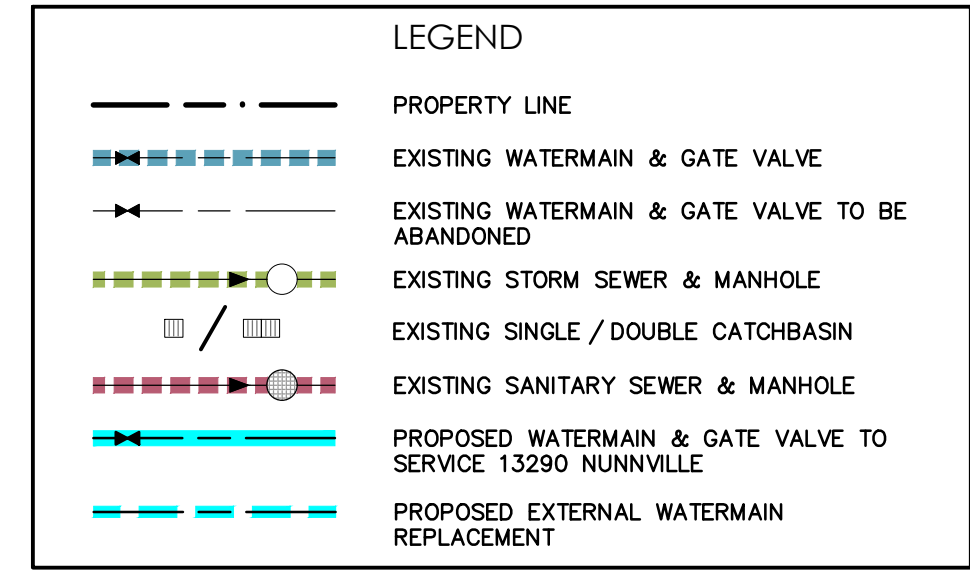 LEGEND
PROPERTY LINE
EXISTING WATERMAIN & GATE VALVE
EXISTING WATERMAIN & GATE VALVE TO BE
ABANDONED
EXISTING STORM SEWER & MANHOLE
EXISTING SINGLE / DOUBLE CATCHBASIN
EXISTING SANITARY SEWER & MANHOLE
PROPOSED WATERMAIN & GATE VALVE TO
SERVICE 13290 NUNNVILLE
PROPOSED EXTERNAL WATERMAIN
REPLACEMENT